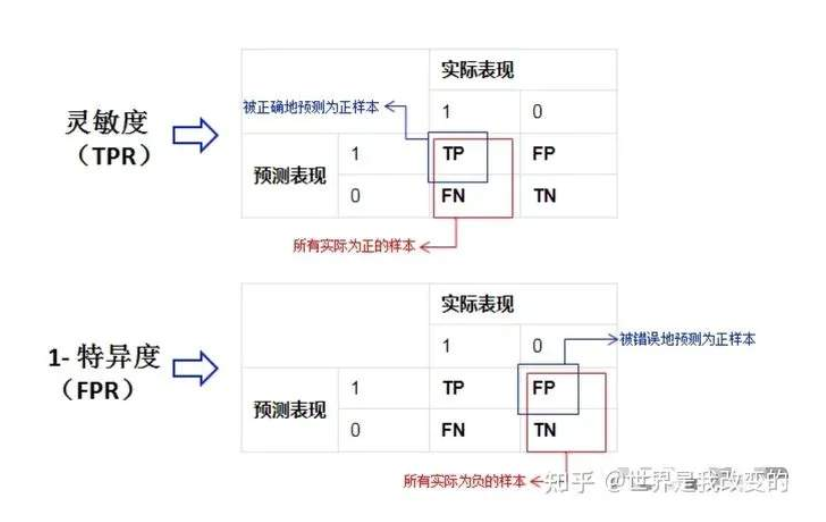 实际表现
被正确地预测为正样本
1 0
灵敏度
（TPR）
1 TP FP
预测表现
0 FN TN
所有实际为正的样本
实际表现
1 0
被错误地预测为正样本
1- 特异度
（FPR）
1 TP FP
预测表现
0 FN TN
所有实际为负的样本
知乎 @世界是我改变的